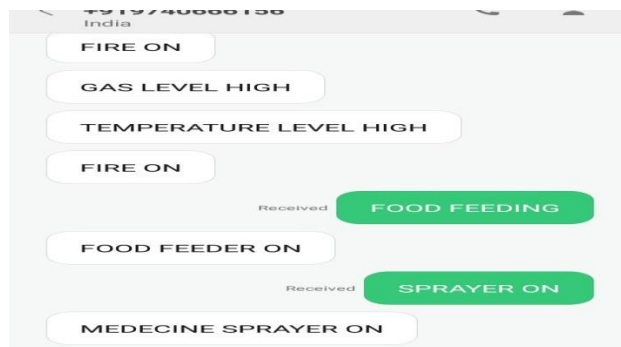 India
FIRE ON
GAS LEVEL HIGH
TEMPERATURE LEVEL HIGH
FIRE ON
Received
FOOD FEEDING
FOOD FEEDER ON
Received
SPRAYER ON
MEDECINE SPRAYER ON